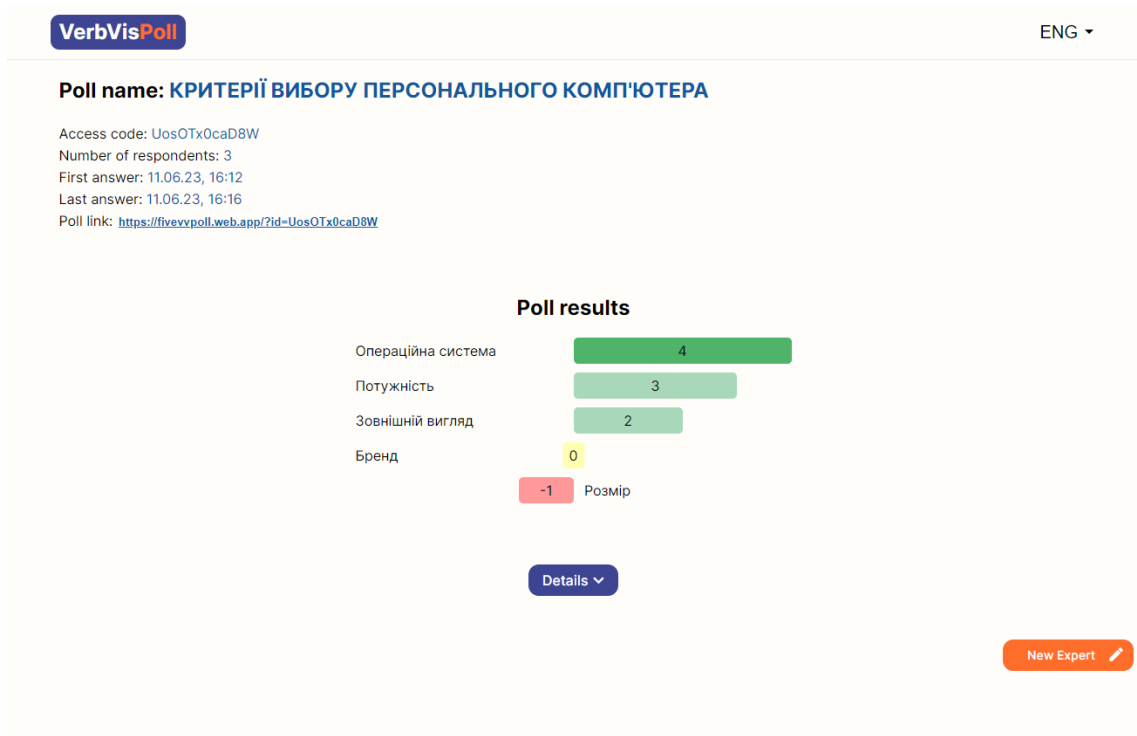 VerbVisPoll
ENG
Poll name: КРИТЕРІЇ ВИБОРУ ПЕРСОНАЛЬНОГО КОМП'ЮТЕРА
Access code: UosOTx0caD8W
Number of respondents: 3
First answer: 11.06.23, 16:12
Last answer: 11.06.23, 16:16
Poll link: https://fivevvpoll.web.app/?id=UosOTx0caD8W
Poll results
Операційна система 4
Потужність 3
Зовнішній вигляд 2
Бренд 0
-1 Розмір
Details
New Expert